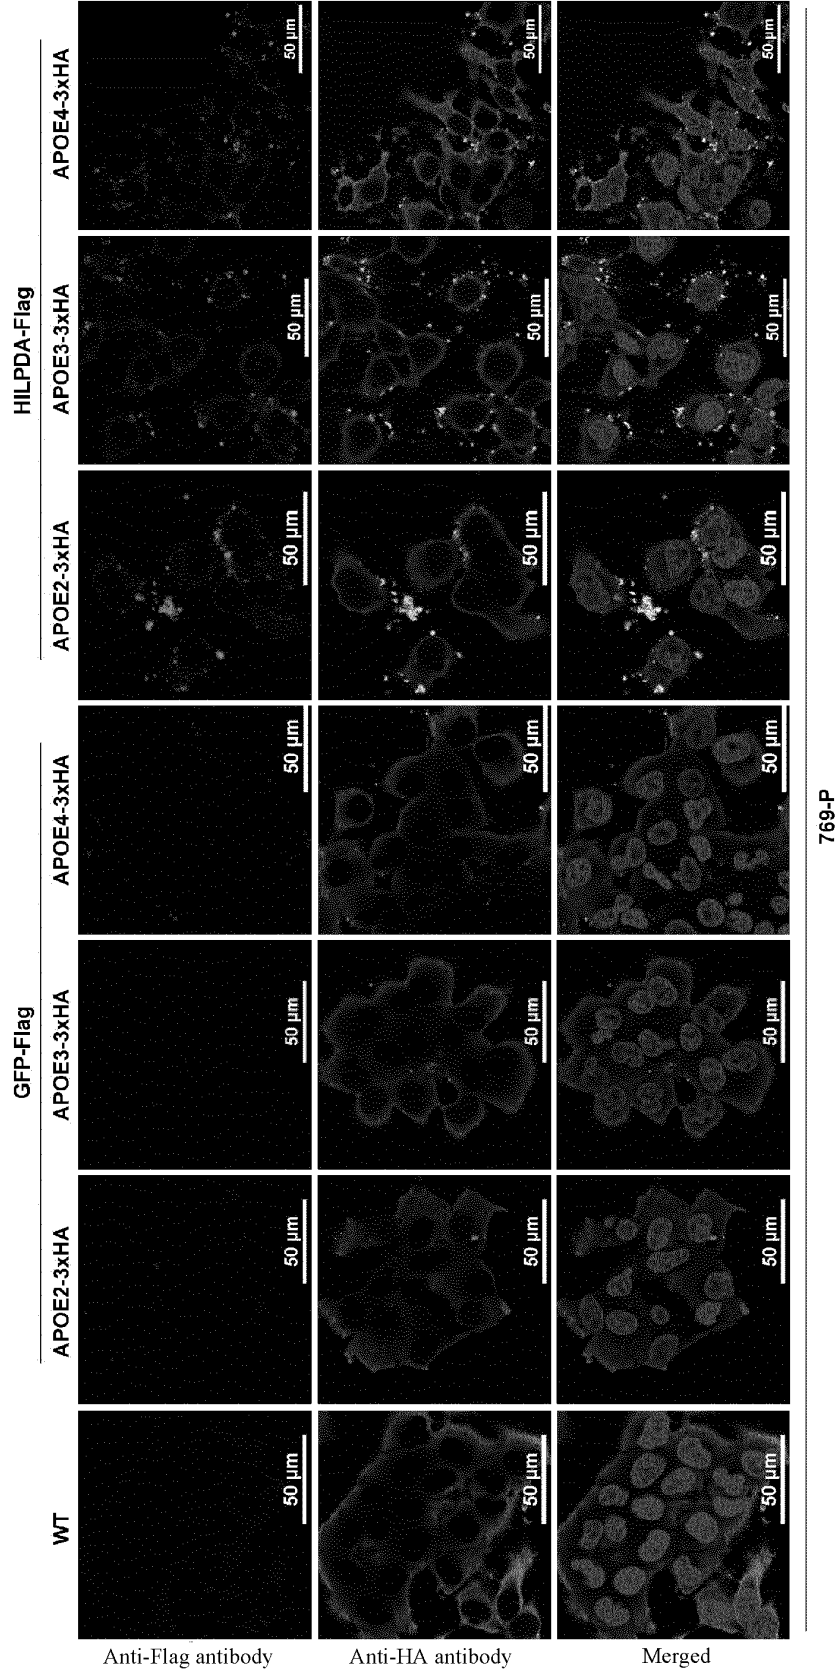 GFP-Flag
HILPDA-Flag
WT
APOE2-3xHA
APOE3-3xHA
APOE4-3xHA
APOE2-3xHA
APOE3-3xHA
APOE4-3xHA
Anti-Flag antibody
50 µm
50 µm
50 µm
50 µm
50 µm
50 µm
50 µm
Anti-HA antibody
50 µm
50 µm
50 µm
50 µm
50 µm
50 µm
50 µm
Merged
50 µm
50 µm
50 µm
50 µm
50 µm
50 µm
50 µm
769-P